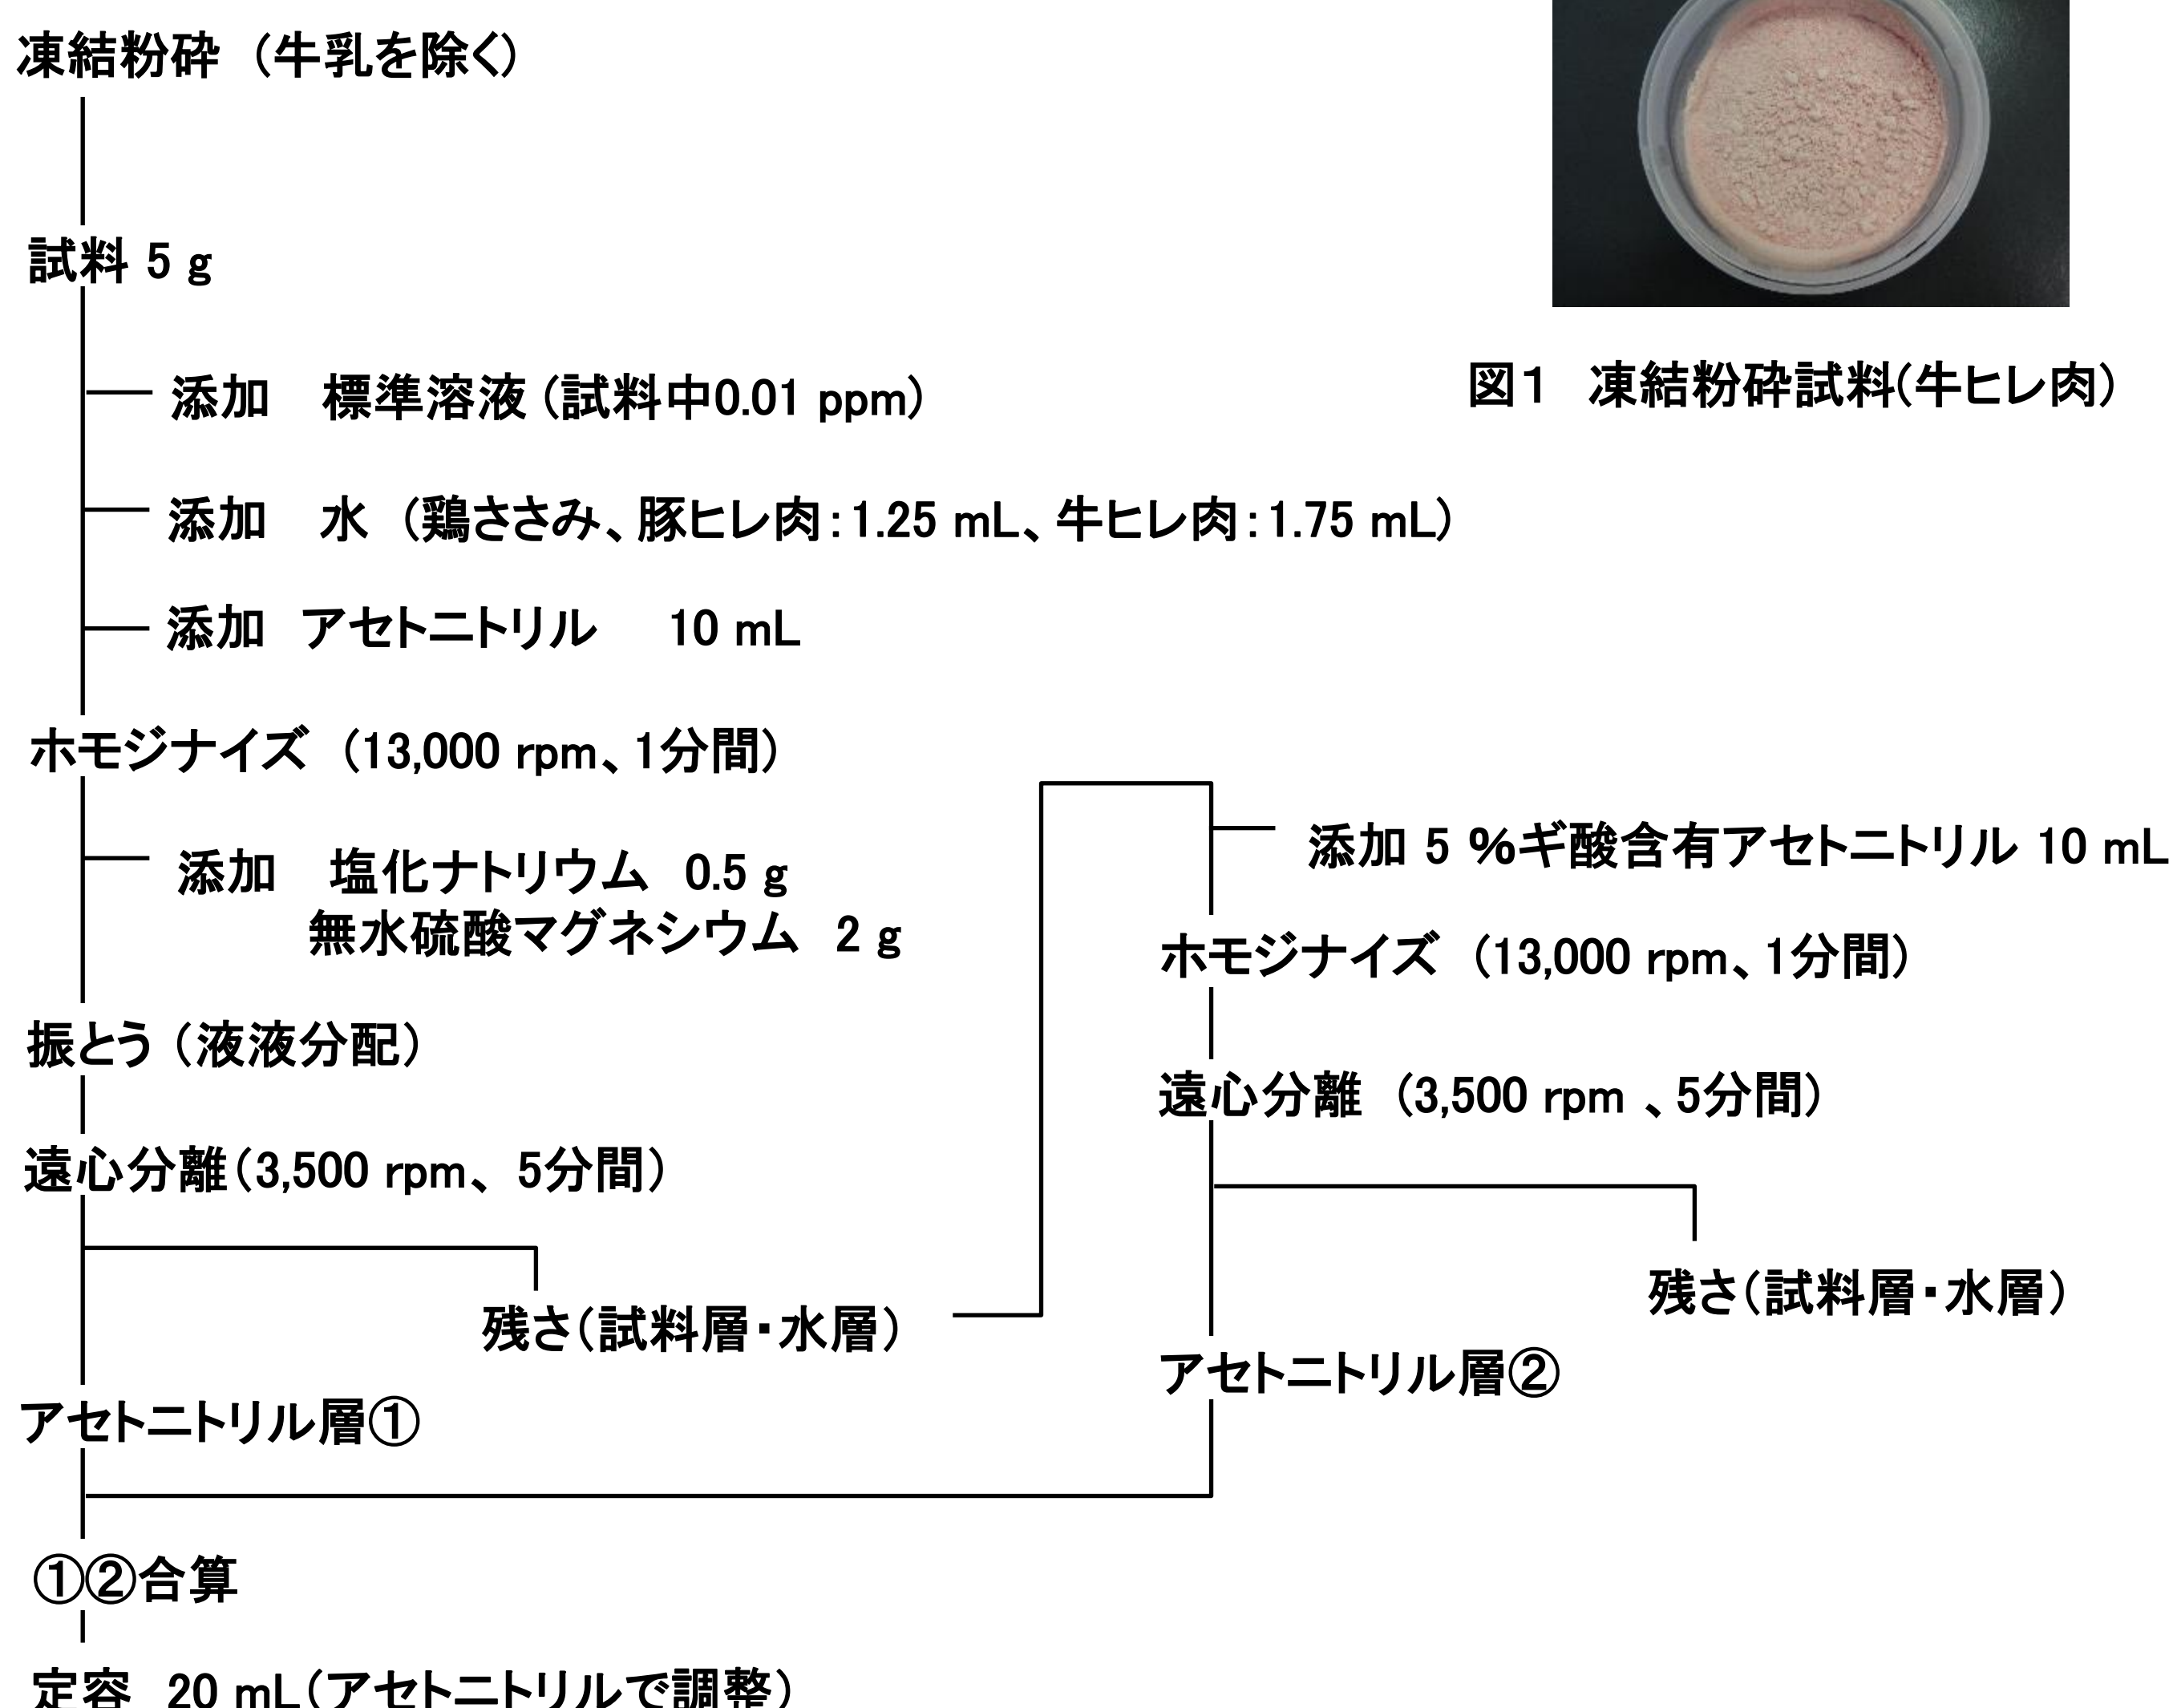 凍結粉砕 （牛乳を除く）
試料 5 g
添加 標準溶液（試料中0.01 ppm）
添加 水 （鶏ささみ、豚ヒレ肉：1.25 mL、牛ヒレ肉：1.75 mL）
添加 アセトニトリル 10 mL
ホモジナイズ （13,000 rpm、1分間）
添加 塩化ナトリウム 0.5 g
無水硫酸マグネシウム 2 g
振とう （液液分配）
遠心分離（3,500 rpm、 5分間）
残さ（試料層・水層）
アセトニトリル層①
①②合算
定容 20 mL（アセトニトリルで調整）
図１ 凍結粉砕試料(牛ヒレ肉）
添加 5 %ギ酸含有アセトニトリル 10 mL
ホモジナイズ （13,000 rpm、1分間）
遠心分離 （3,500 rpm 、5分間）
残さ（試料層・水層）
アセトニトリル層②